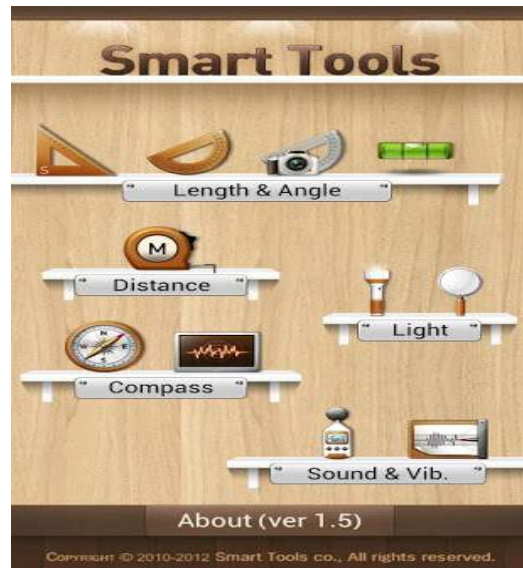 Smart Tools
S
Length & Angle
M
Distance
Light
N
E
S
W
Compass
Sound & Vib.
About (ver 1.5)
COPYRIGHT © 2010-2012 Smart Tools co., All rights reserved.